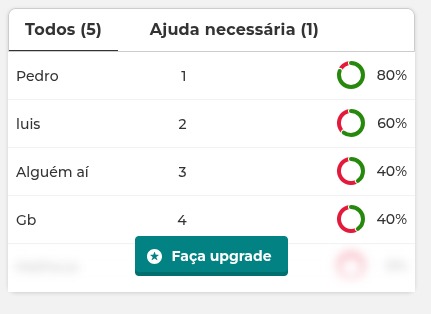 Todos (5) Ajuda necessária (1)
Pedro 1 80%
luis 2 60%
Alguém aí 3 40%
Gb 4 40%
Faça upgrade